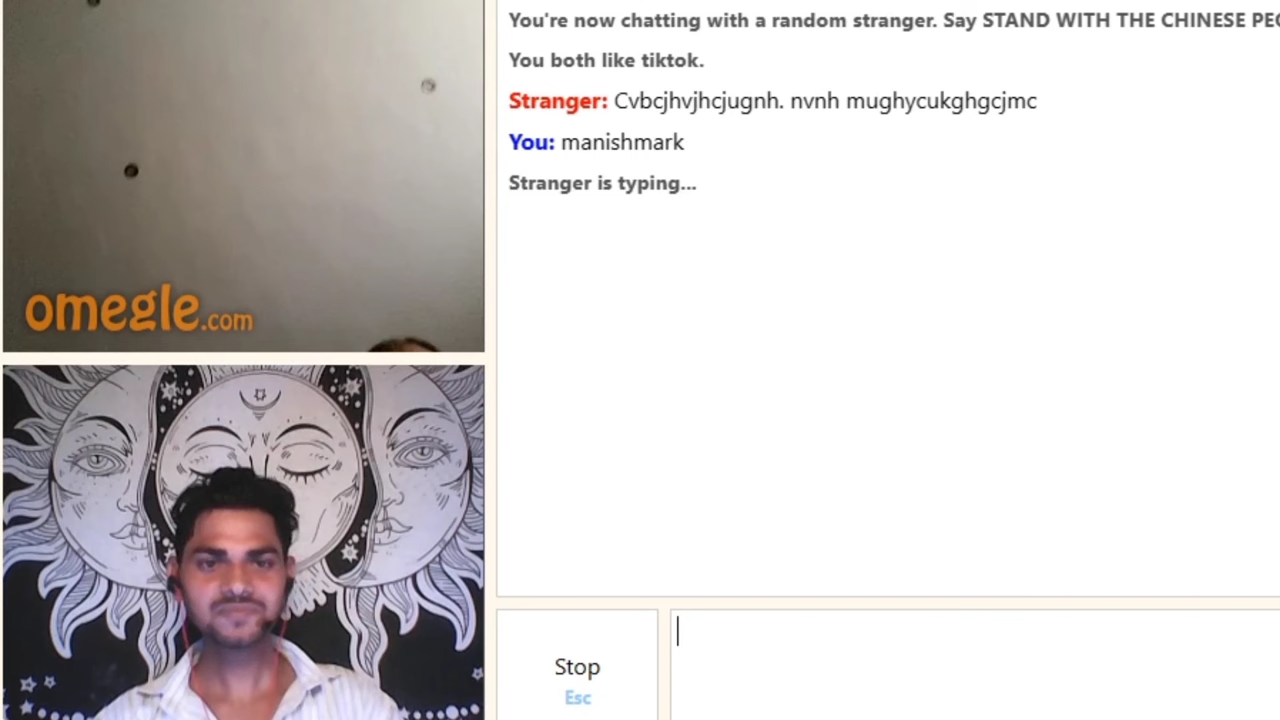 You're now chatting with a random stranger. Say STAND WITH THE CHINESE
You both like tiktok.
Stranger: Cvbcjhvjhcjugnh. nvnh mughycukghgcjmc
You: manishmark
Stranger is typing...
omegle.com
Stop
Esc